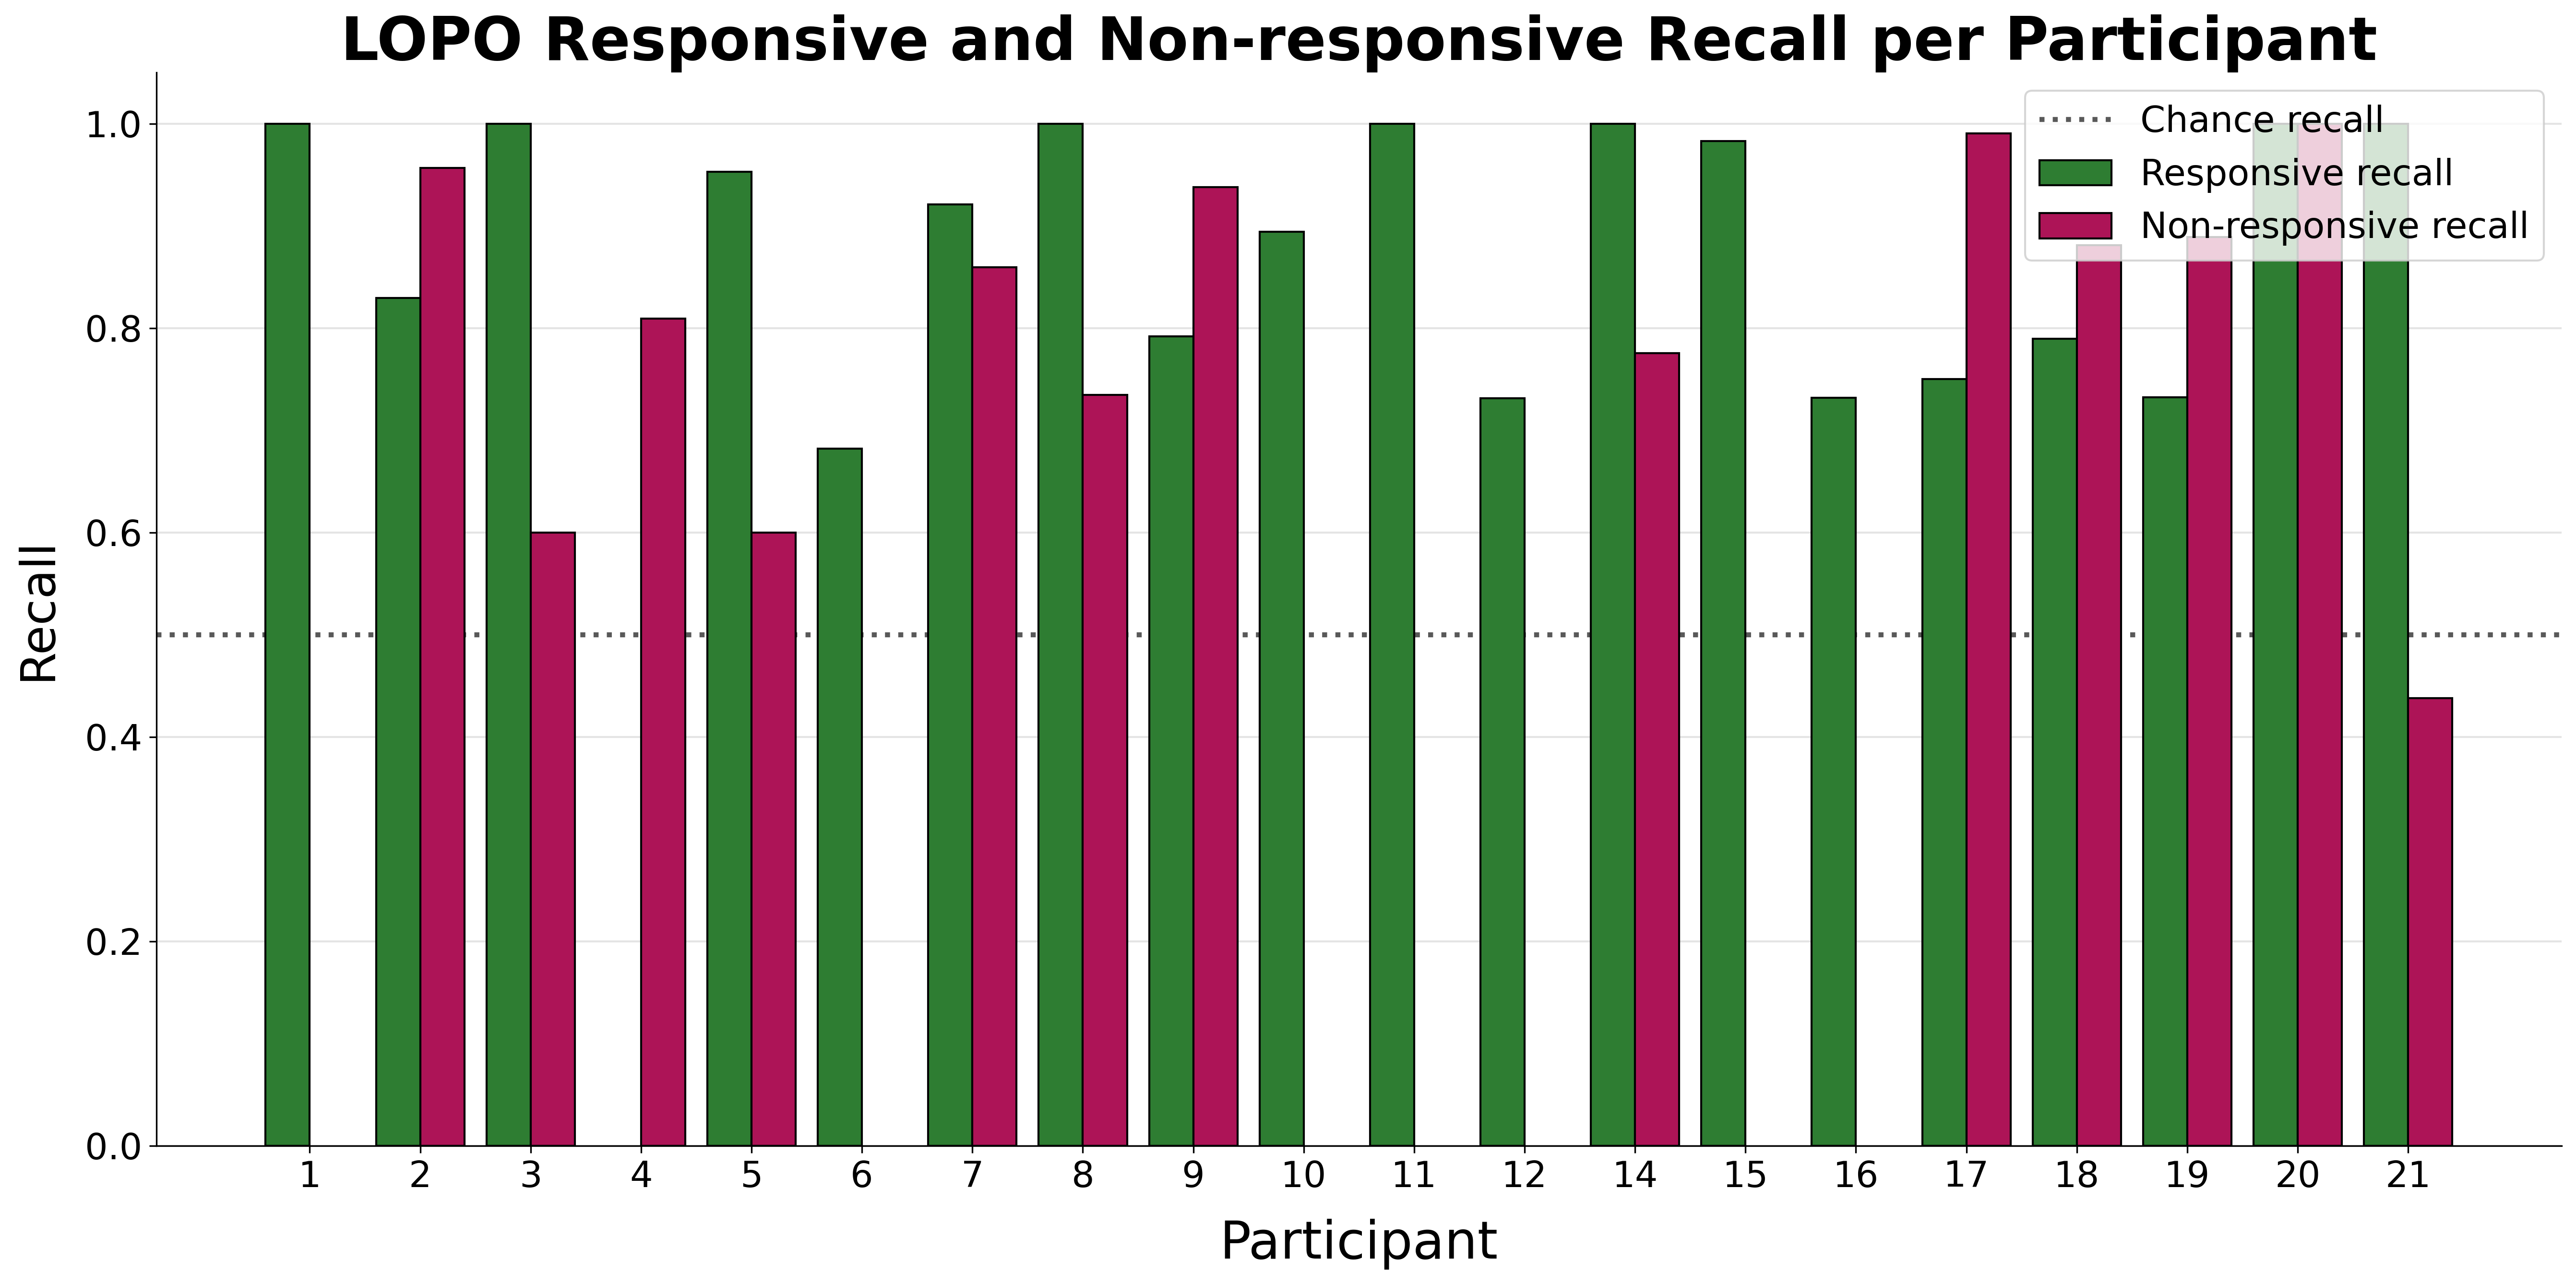 LOPO Responsive and Non-responsive Recall per Participant
Chance recall
Responsive recall
Non-responsive recall
Recall
1.0
0.8
0.6
0.4
0.2
0.0
1 2 3 4 5 6 7 8 9 10 11 12 14 15 16 17 18 19 20 21
Participant